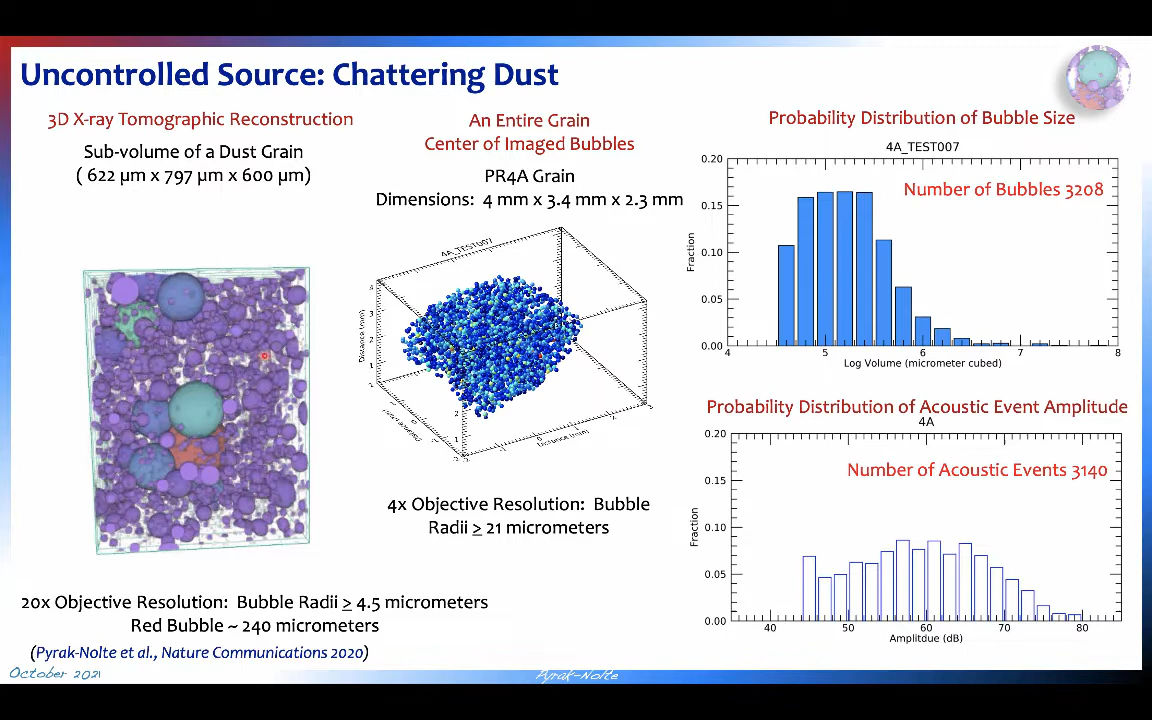 Uncontrolled Source: Chattering Dust
3D X-ray Tomographic Reconstruction
Sub-volume of a Dust Grain
( 622 µm x 797 µm x 600 µm)
20x Objective Resolution: Bubble Radii ≥ 4.5 micrometers
Red Bubble ~ 240 micrometers
(Pyrak-Nolte et al., Nature Communications 2020)
An Entire Grain
Center of Imaged Bubbles
PR4A Grain
Dimensions: 4 mm x 3.4 mm x 2.3 mm
4A_TEST007
Distance (mm)
4x Objective Resolution: Bubble
Radii ≥ 21 micrometers
Probability Distribution of Bubble Size
4A_TEST007
Number of Bubbles 3208
Fraction
0.20
0.15
0.10
0.05
0.00
4 5 6 7 8
Log Volume (micrometer cubed)
Probability Distribution of Acoustic Event Amplitude
4A
Number of Acoustic Events 3140
Fraction
0.20
0.15
0.10
0.05
0.00
40 50 60 70 80
Amplitdue (dB)
October 2021
Pyrak-Nolte